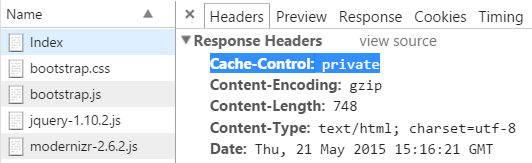 Name
Index
bootstrap.css
bootstrap.js
jquery-1.10.2.js
modernizr-2.6.2.js
× Headers Preview Response Cookies Timing
▼ Response Headers view source
Cache-Control: private
Content-Encoding: gzip
Content-Length: 748
Content-Type: text/html; charset=utf-8
Date: Thu, 21 May 2015 15:16:21 GMT